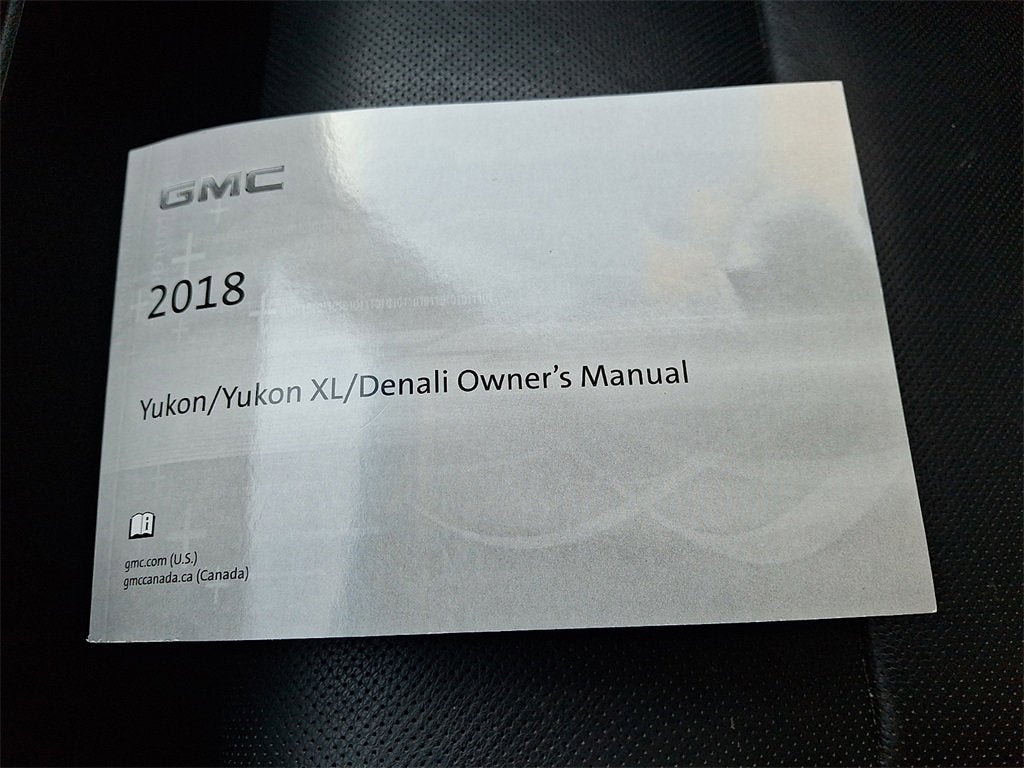 GMC
2018
Yukon/Yukon XL/Denali Owner's Manual
gmc.com (U.S.)
gmccanada.ca (Canada)